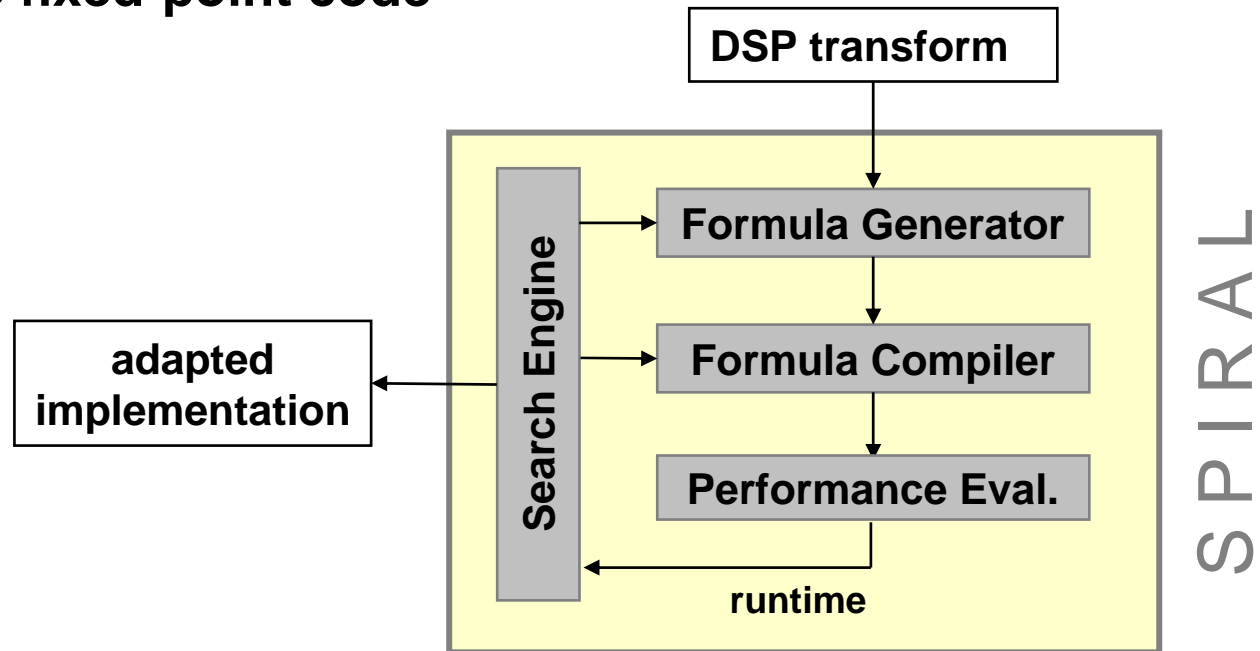 fixed point code
DSP transform
Formula Generator
Search Engine
adapted
implementation
Formula Compiler
Performance Eval.
runtime
SPIRAL